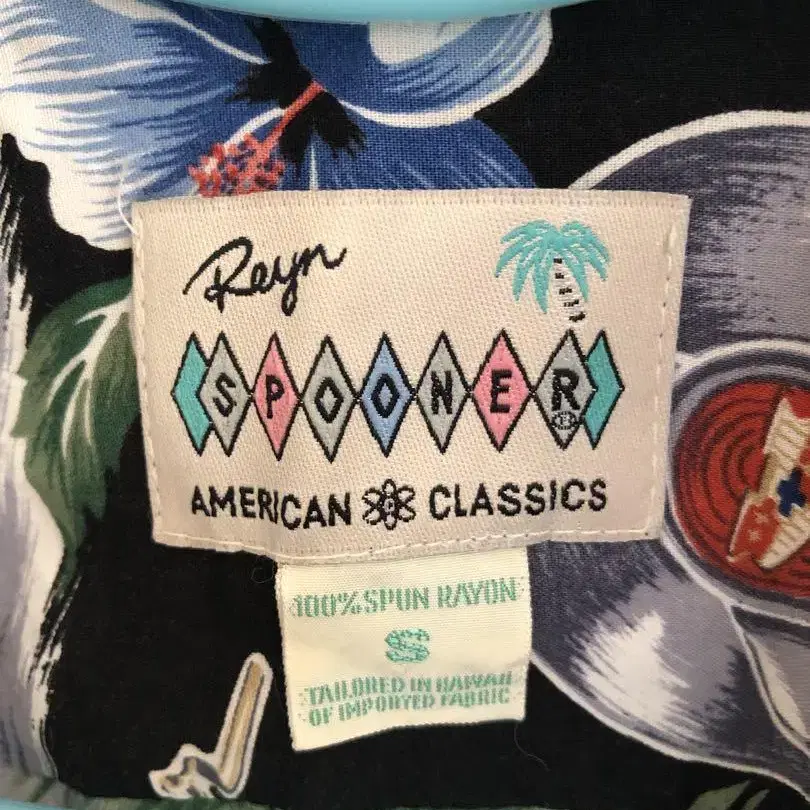 Reyn
SPOONER
AMERICAN CLASSICS
100% SPUN RAYON
S
TAILORED IN HAWAII
OF IMPORTED FABRIC